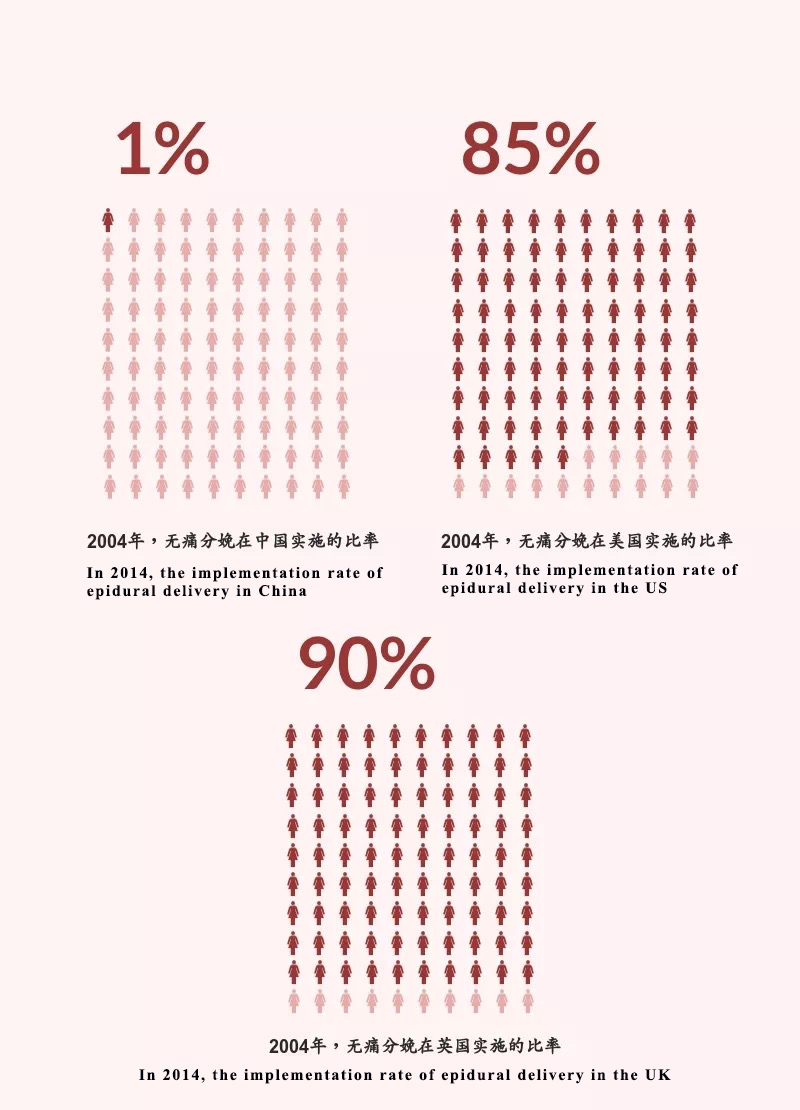 1%
85%
2004年，无痛分娩在中国实施的比率
In 2014, the implementation rate of
epidural delivery in China
2004年，无痛分娩在美国实施的比率
In 2014, the implementation rate of
epidural delivery in the US
90%
2004年，无痛分娩在英国实施的比率
In 2014, the implementation rate of epidural delivery in the UK